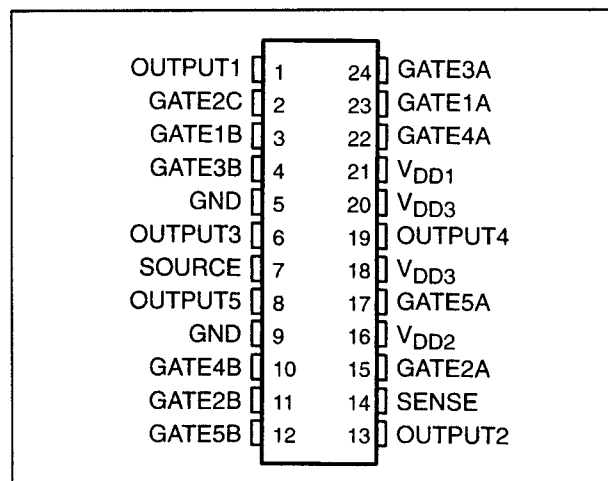 OUTPUT1 1 24 GATE3A
GATE2C 2 23 GATE1A
GATE1B 3 22 GATE4A
GATE3B 4 21 VDD1
GND 5 20 VDD3
OUTPUT3 6 19 OUTPUT4
SOURCE 7 18 VDD3
OUTPUT5 8 17 GATE5A
GND 9 16 VDD2
GATE4B 10 15 GATE2A
GATE2B 11 14 SENSE
GATE5B 12 13 OUTPUT2